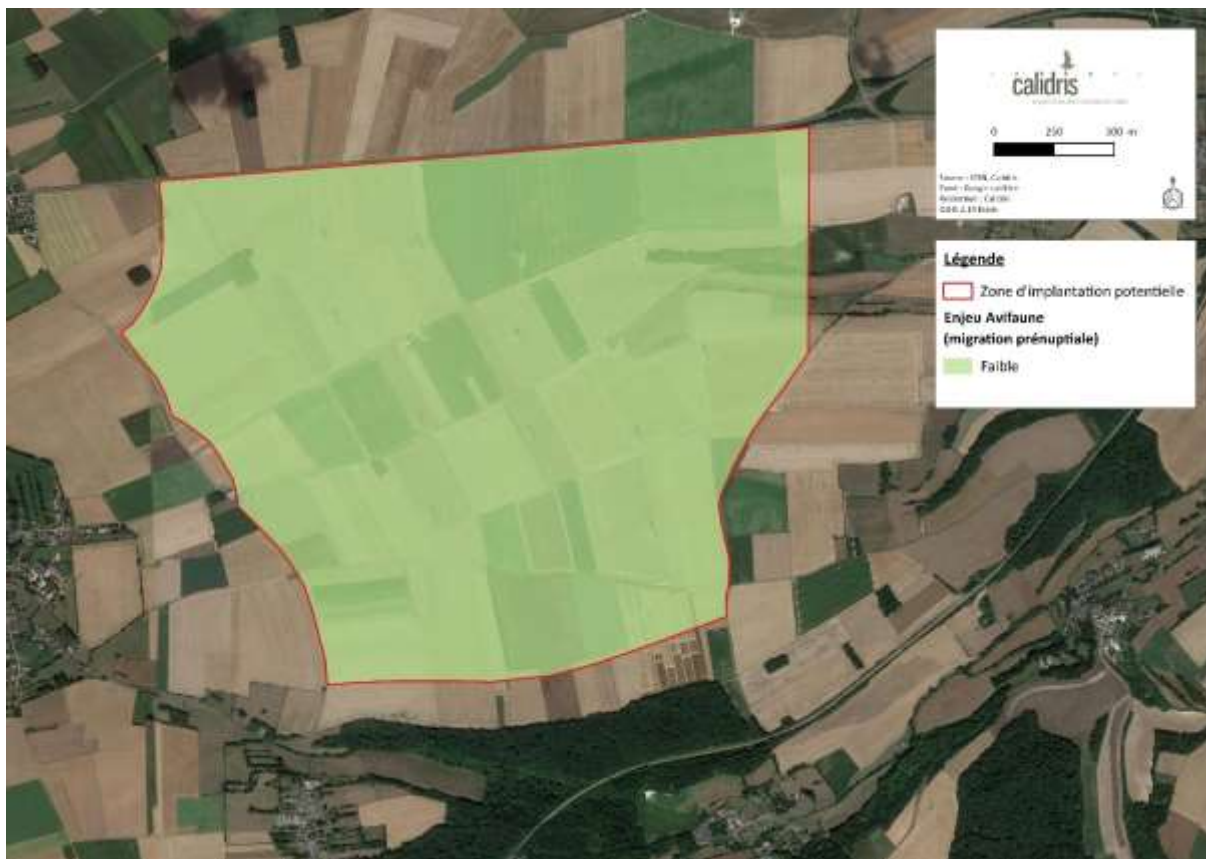 calidris
0 250 500 m
Légende
Zone d'implantation potentielle
Enjeu Avifaune
(migration prénuptiale)
Faible